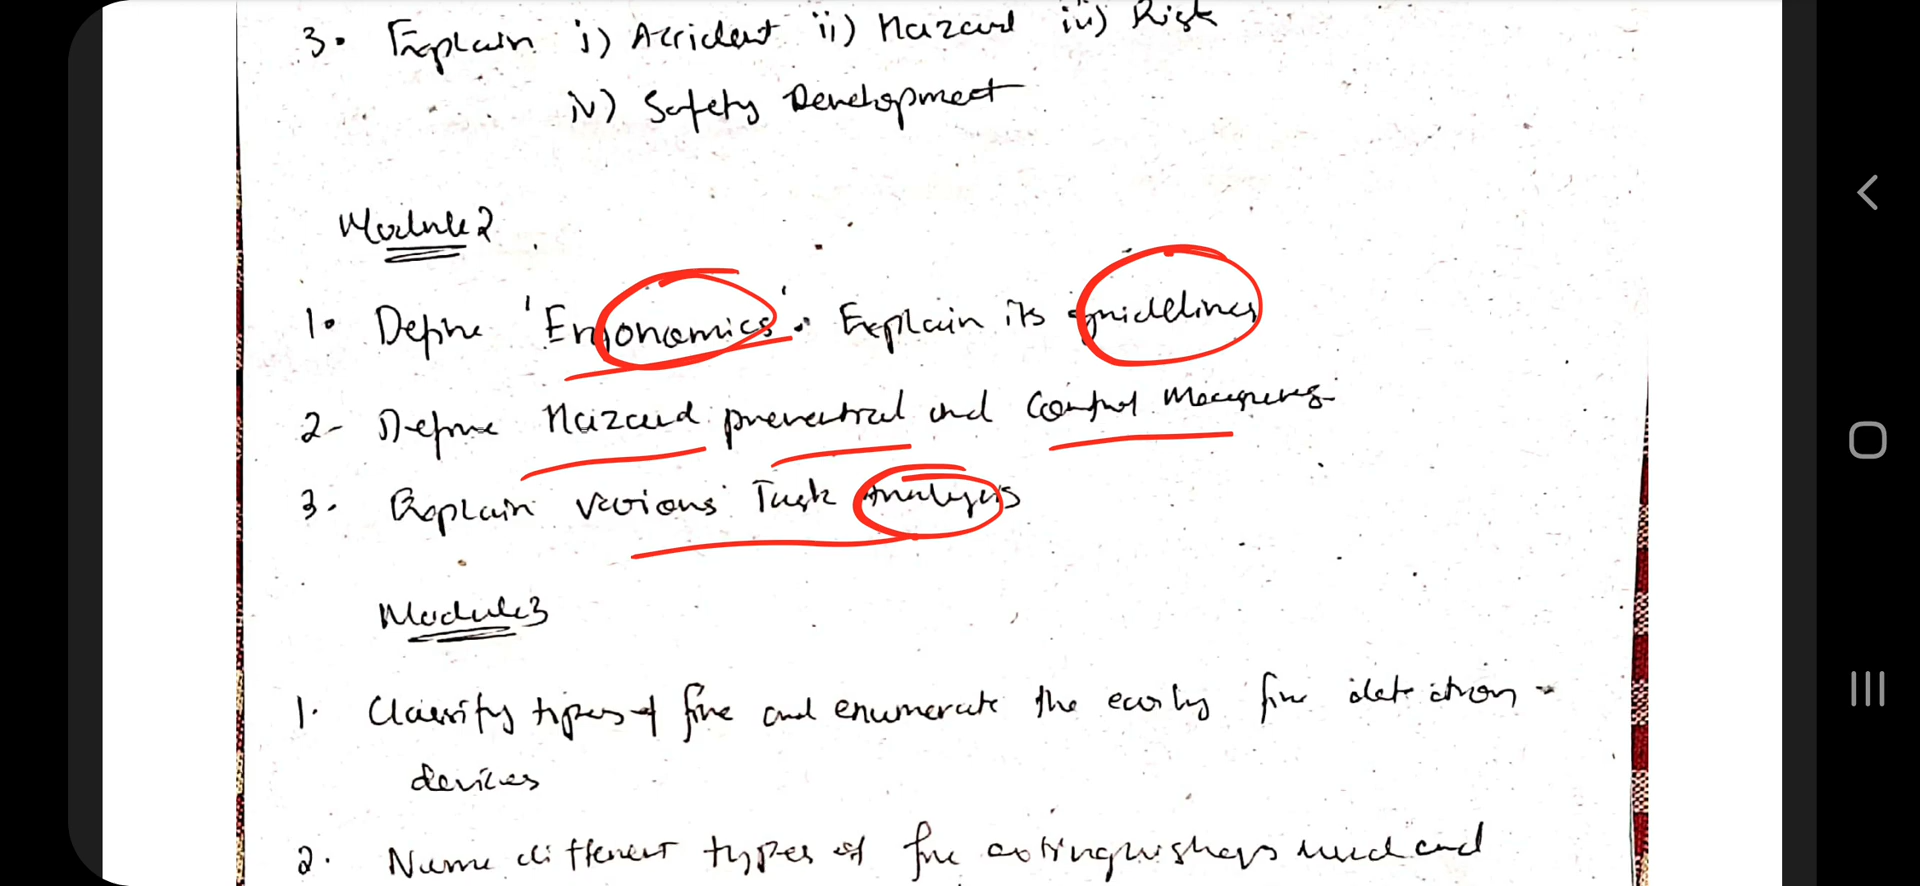 3. Explain i) Accident ii) Hazard iii) Risk
iv) Safety Development
Module 2
1. Define 'Ergonomics'. Explain its guidelines
2- Define Hazard and Control Measures.
3. Explain various Task Analysis
Module 3
1. Classify types of fire and enumerate the early fire detection -
devices
2. Name different types of fire extinguishers used and